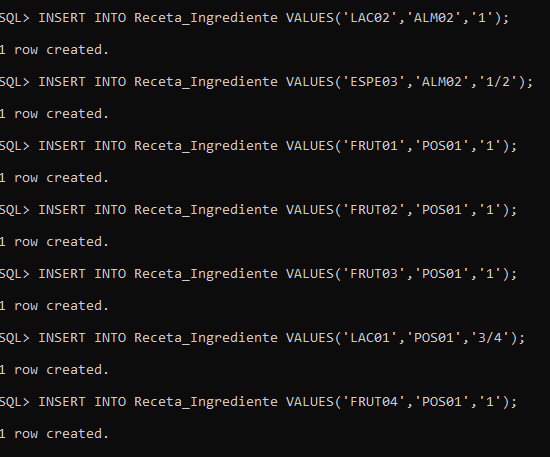 SQL> INSERT INTO Receta_Ingrediente VALUES('LAC02','ALM02','1');
1 row created.
SQL> INSERT INTO Receta_Ingrediente VALUES('ESPE03','ALM02','1/2');
1 row created.
SQL> INSERT INTO Receta_Ingrediente VALUES('FRUT01','POS01','1');
1 row created.
SQL> INSERT INTO Receta_Ingrediente VALUES('FRUT02','POS01','1');
1 row created.
SQL> INSERT INTO Receta_Ingrediente VALUES('FRUT03','POS01','1');
1 row created.
SQL> INSERT INTO Receta_Ingrediente VALUES('LAC01','POS01','3/4');
1 row created.
SQL> INSERT INTO Receta_Ingrediente VALUES('FRUT04','POS01','1');
1 row created.